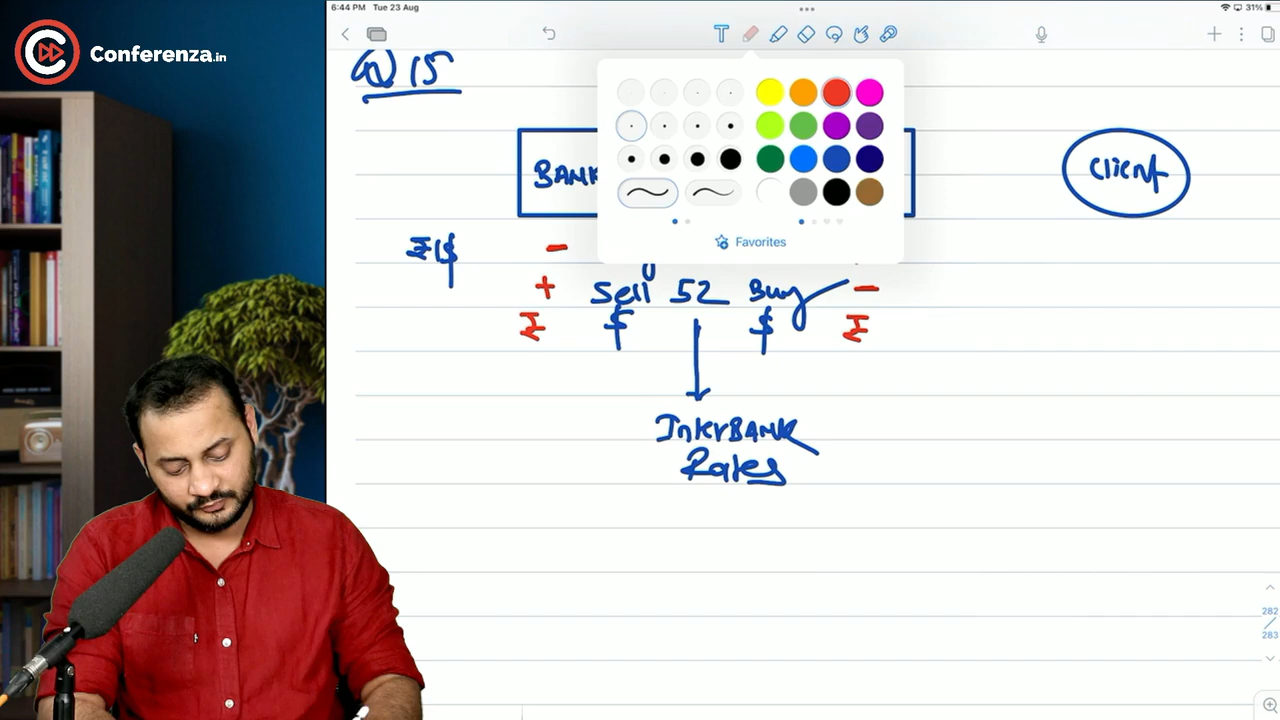 6:44 PM Tue 23 Aug
31%
Conferenza.in
Q) 15
BANK
Client
₹/$
Favorites
-
+ Sell 52 Buy -
₹ $ $ ₹
InterBANK
Rates
282
283